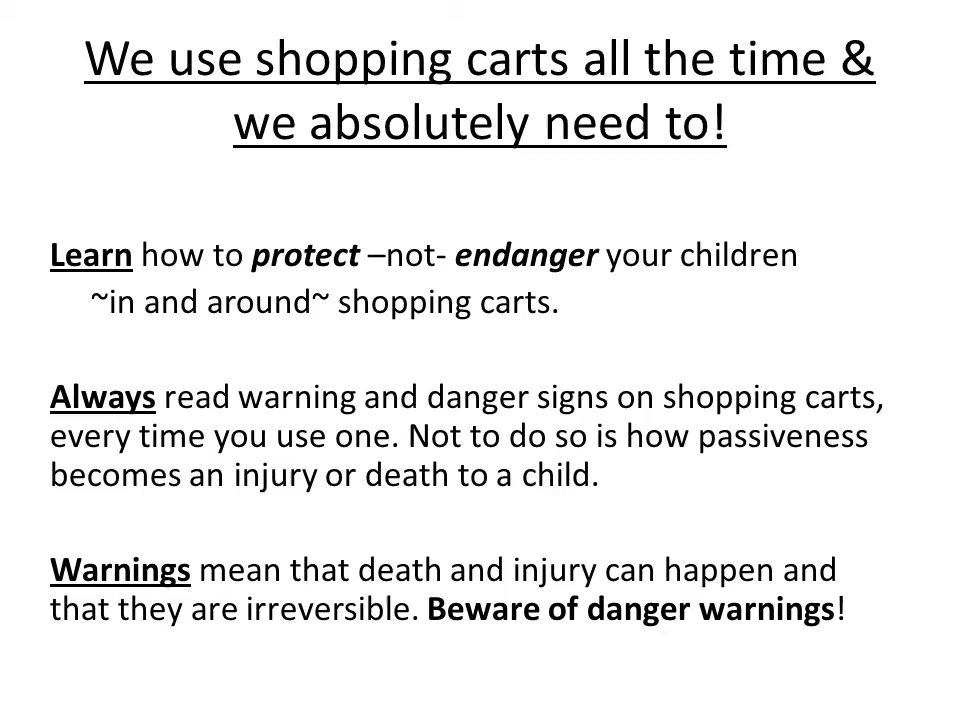 We use shopping carts all the time &
we absolutely need to!
Learn how to protect –not- endanger your children
~in and around~ shopping carts.
Always read warning and danger signs on shopping carts,
every time you use one. Not to do so is how passiveness
becomes an injury or death to a child.
Warnings mean that death and injury can happen and
that they are irreversible. Beware of danger warnings!